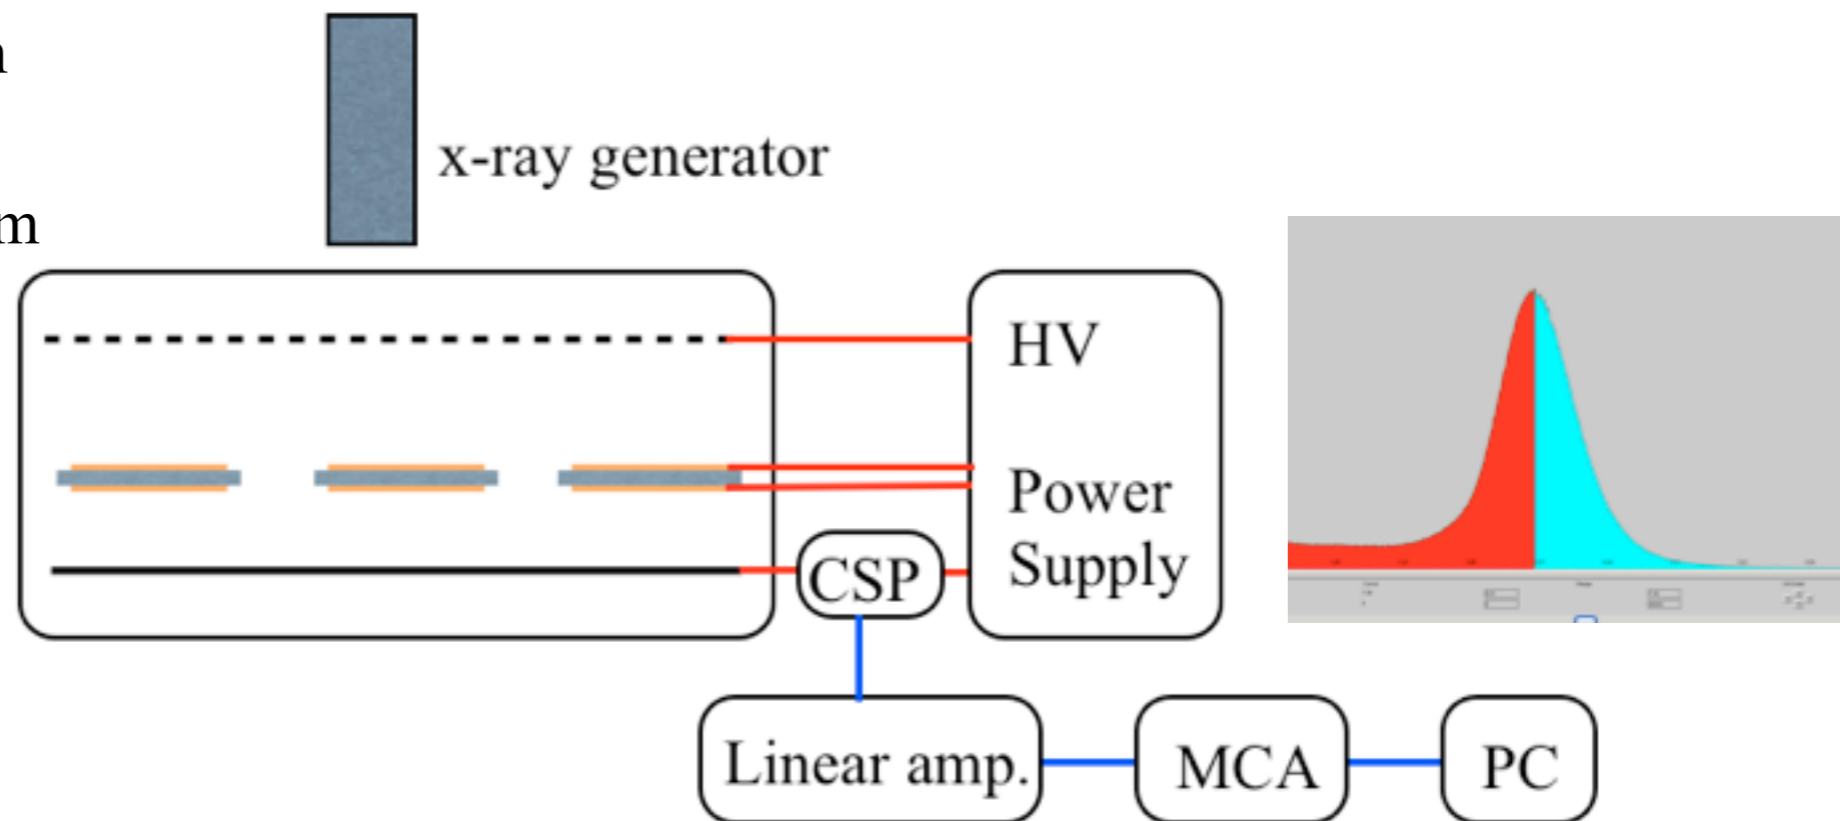 m
x-ray generator
HV
Power
Supply
CSP
Linear amp.
MCA
PC